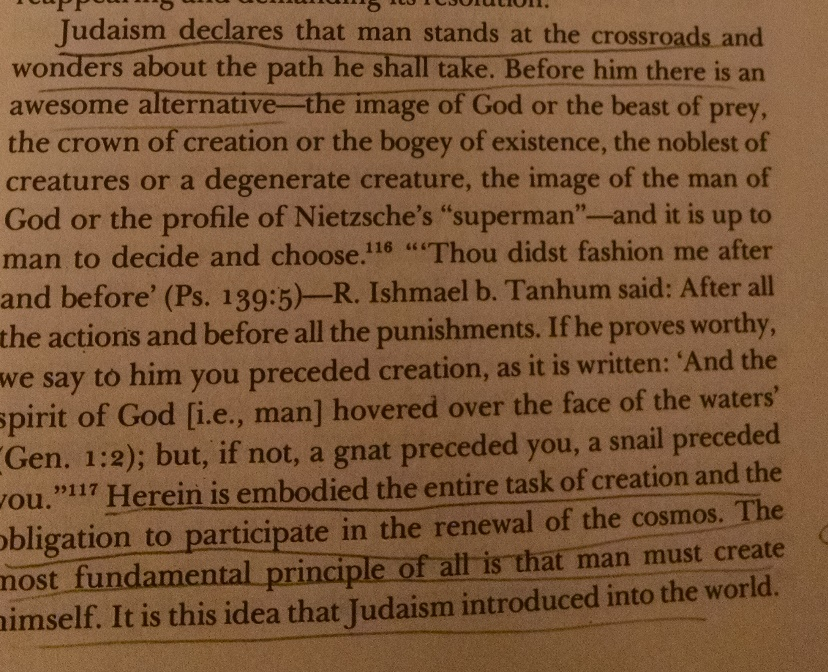 reappearing and demanding its resolution.
Judaism declares that man stands at the crossroads and
wonders about the path he shall take. Before him there is an
awesome alternative—the image of God or the beast of prey,
the crown of creation or the bogey of existence, the noblest of
creatures or a degenerate creature, the image of the man of
God or the profile of Nietzsche's “superman”—and it is up to
man to decide and choose.¹¹⁶ “‘Thou didst fashion me after
and before’ (Ps. 139:5)—R. Ishmael b. Tanhum said: After all
the actions and before all the punishments. If he proves worthy,
we say to him you preceded creation, as it is written: ‘And the
spirit of God [i.e., man] hovered over the face of the waters’
(Gen. 1:2); but, if not, a gnat preceded you, a snail preceded
you.”¹¹⁷ Herein is embodied the entire task of creation and the
obligation to participate in the renewal of the cosmos. The
most fundamental principle of all is that man must create
himself. It is this idea that Judaism introduced into the world.